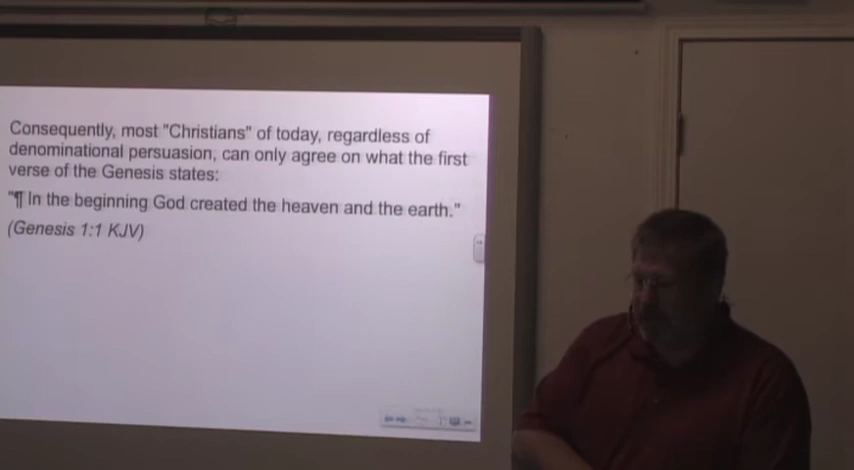 Consequently, most "Christians" of today, regardless of
denominational persuasion, can only agree on what the first
verse of the Genesis states:
"¶ In the beginning God created the heaven and the earth."
(Genesis 1:1 KJV)